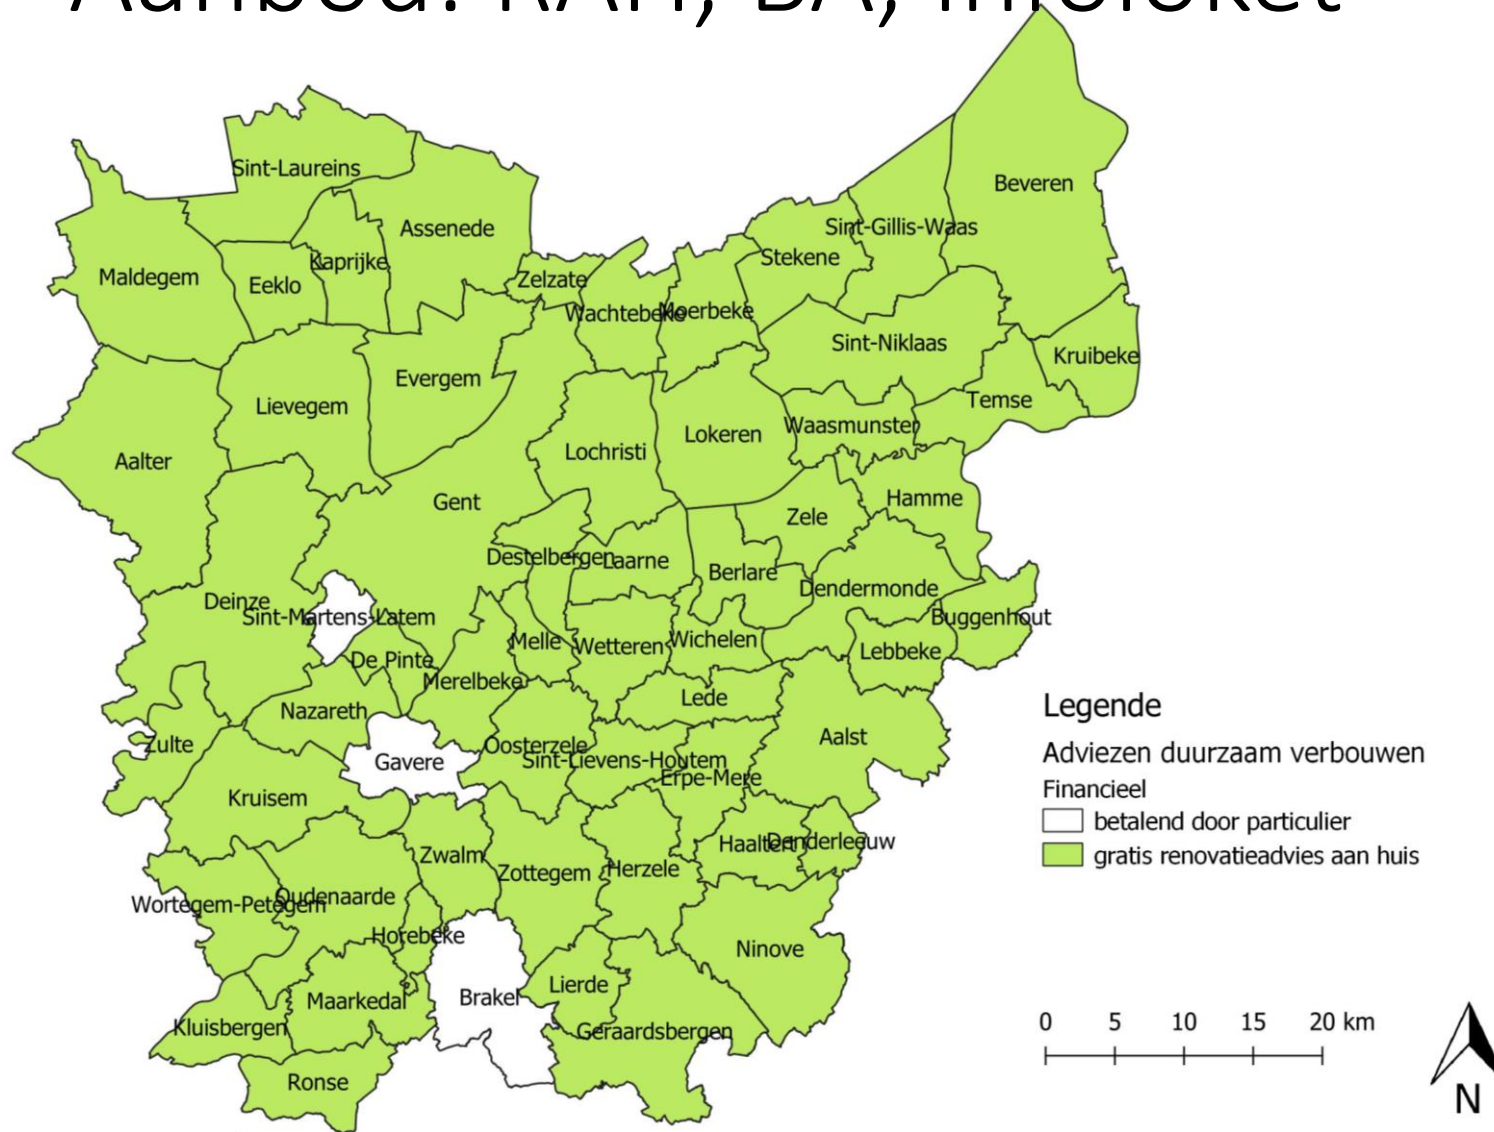 Aanbod: RAH, BA, Infoloket
Sint-Laureins
Beveren
Assenede
Sint-Gillis-Waas
Stekene
Kaprijke
Maldegem
Eeklo
Zelzate
Wachtebeke
Moerbeke
Sint-Niklaas
Kruibeke
Evergem
Lievegem
Temse
Waasmunster
Lokeren
Lochristi
Aalter
Gent
Hamme
Zele
Destelbergen
Laarne
Berlare
Dendermonde
Deinze
Sint-Martens-Latem
Buggenhout
Melle
Wetteren
Wichelen
Lebbeke
De Pinte
Merelbeke
Lede
Nazareth
Zulte
Oosterzele
Aalst
Gavere
Sint-Lievens-Houtem
Erpe-Mere
Kruisem
Haaltert
Denderleeuw
Zwalm
Zottegem
Herzele
Oudenaarde
Wortegem-Petegem
Horebeke
Ninove
Lierde
Brakel
Maarkedal
Kluisbergen
Geraardsbergen
Ronse
Legende
Adviezen duurzaam verbouwen
Financieel
betalend door particulier
gratis renovatieadvies aan huis
0 5 10 15 20 km
N